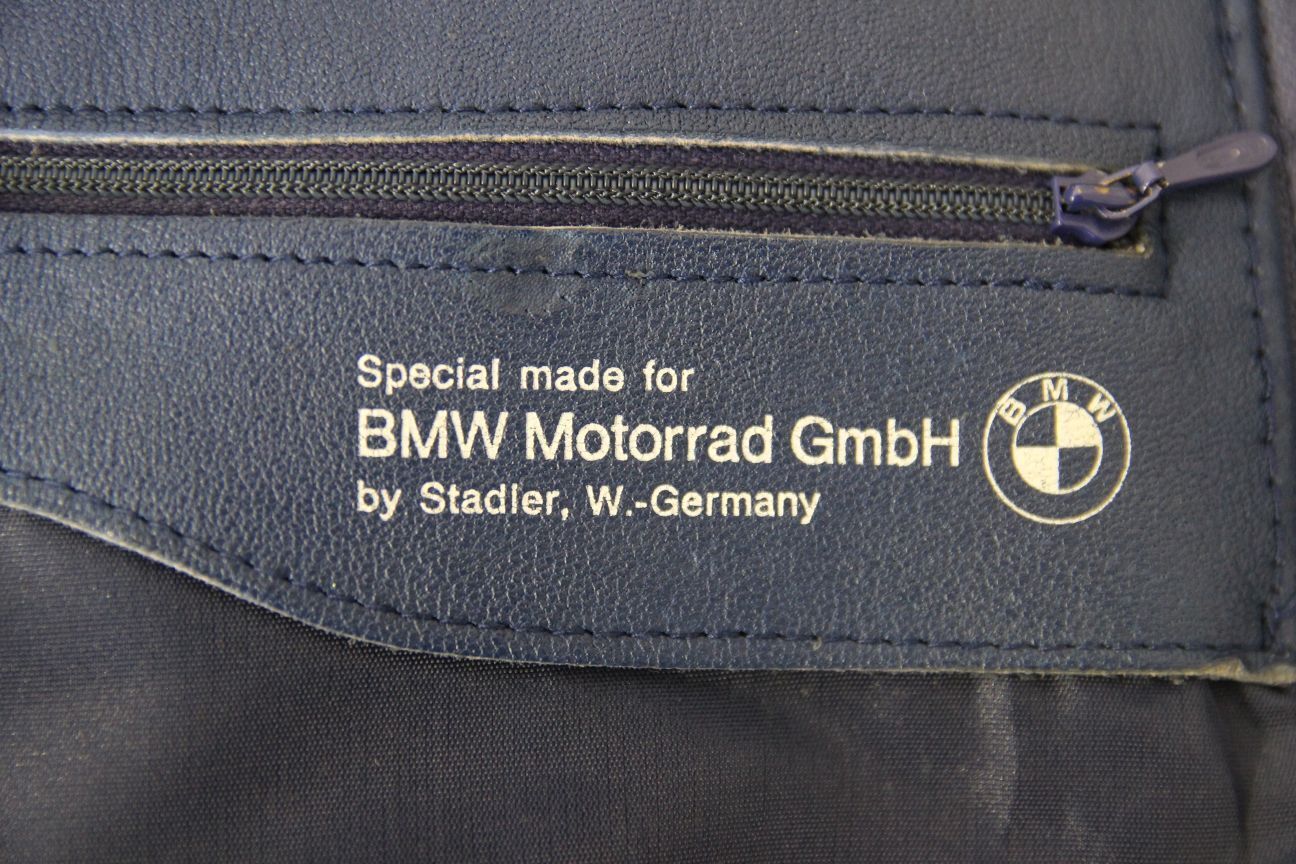 Special made for
BMW Motorrad GmbH
by Stadler, W.-Germany
BMW